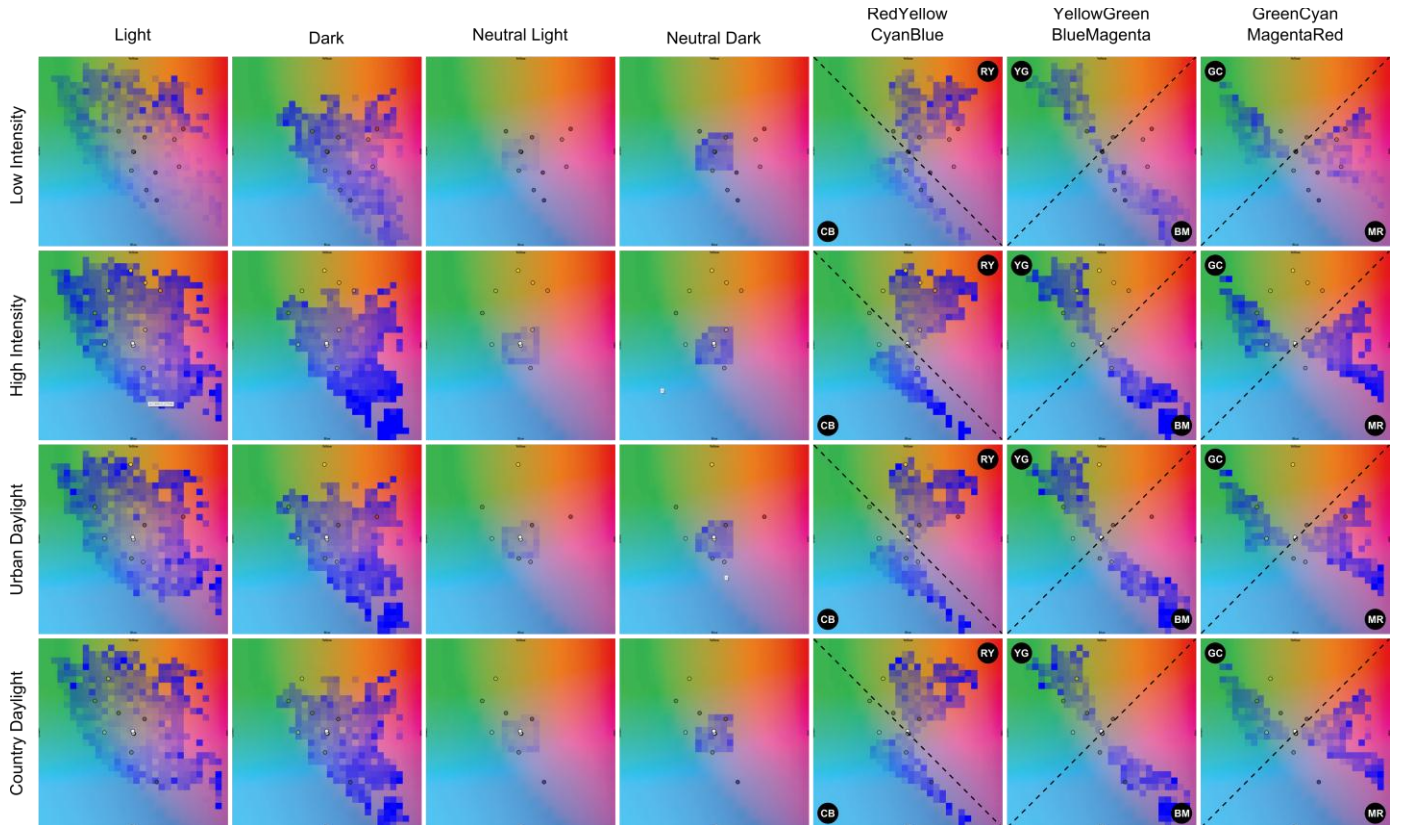 RedYellow YellowGreen GreenCyan
Light Dark Neutral Light Neutral Dark CyanBlue BlueMagenta MagentaRed
Low Intensity
RY YG GC
CB BM MR
High Intensity
RY YG GC
CB BM MR
Urban Daylight
RY YG GC
CB BM MR
Country Daylight
RY YG GC
CB BM MR